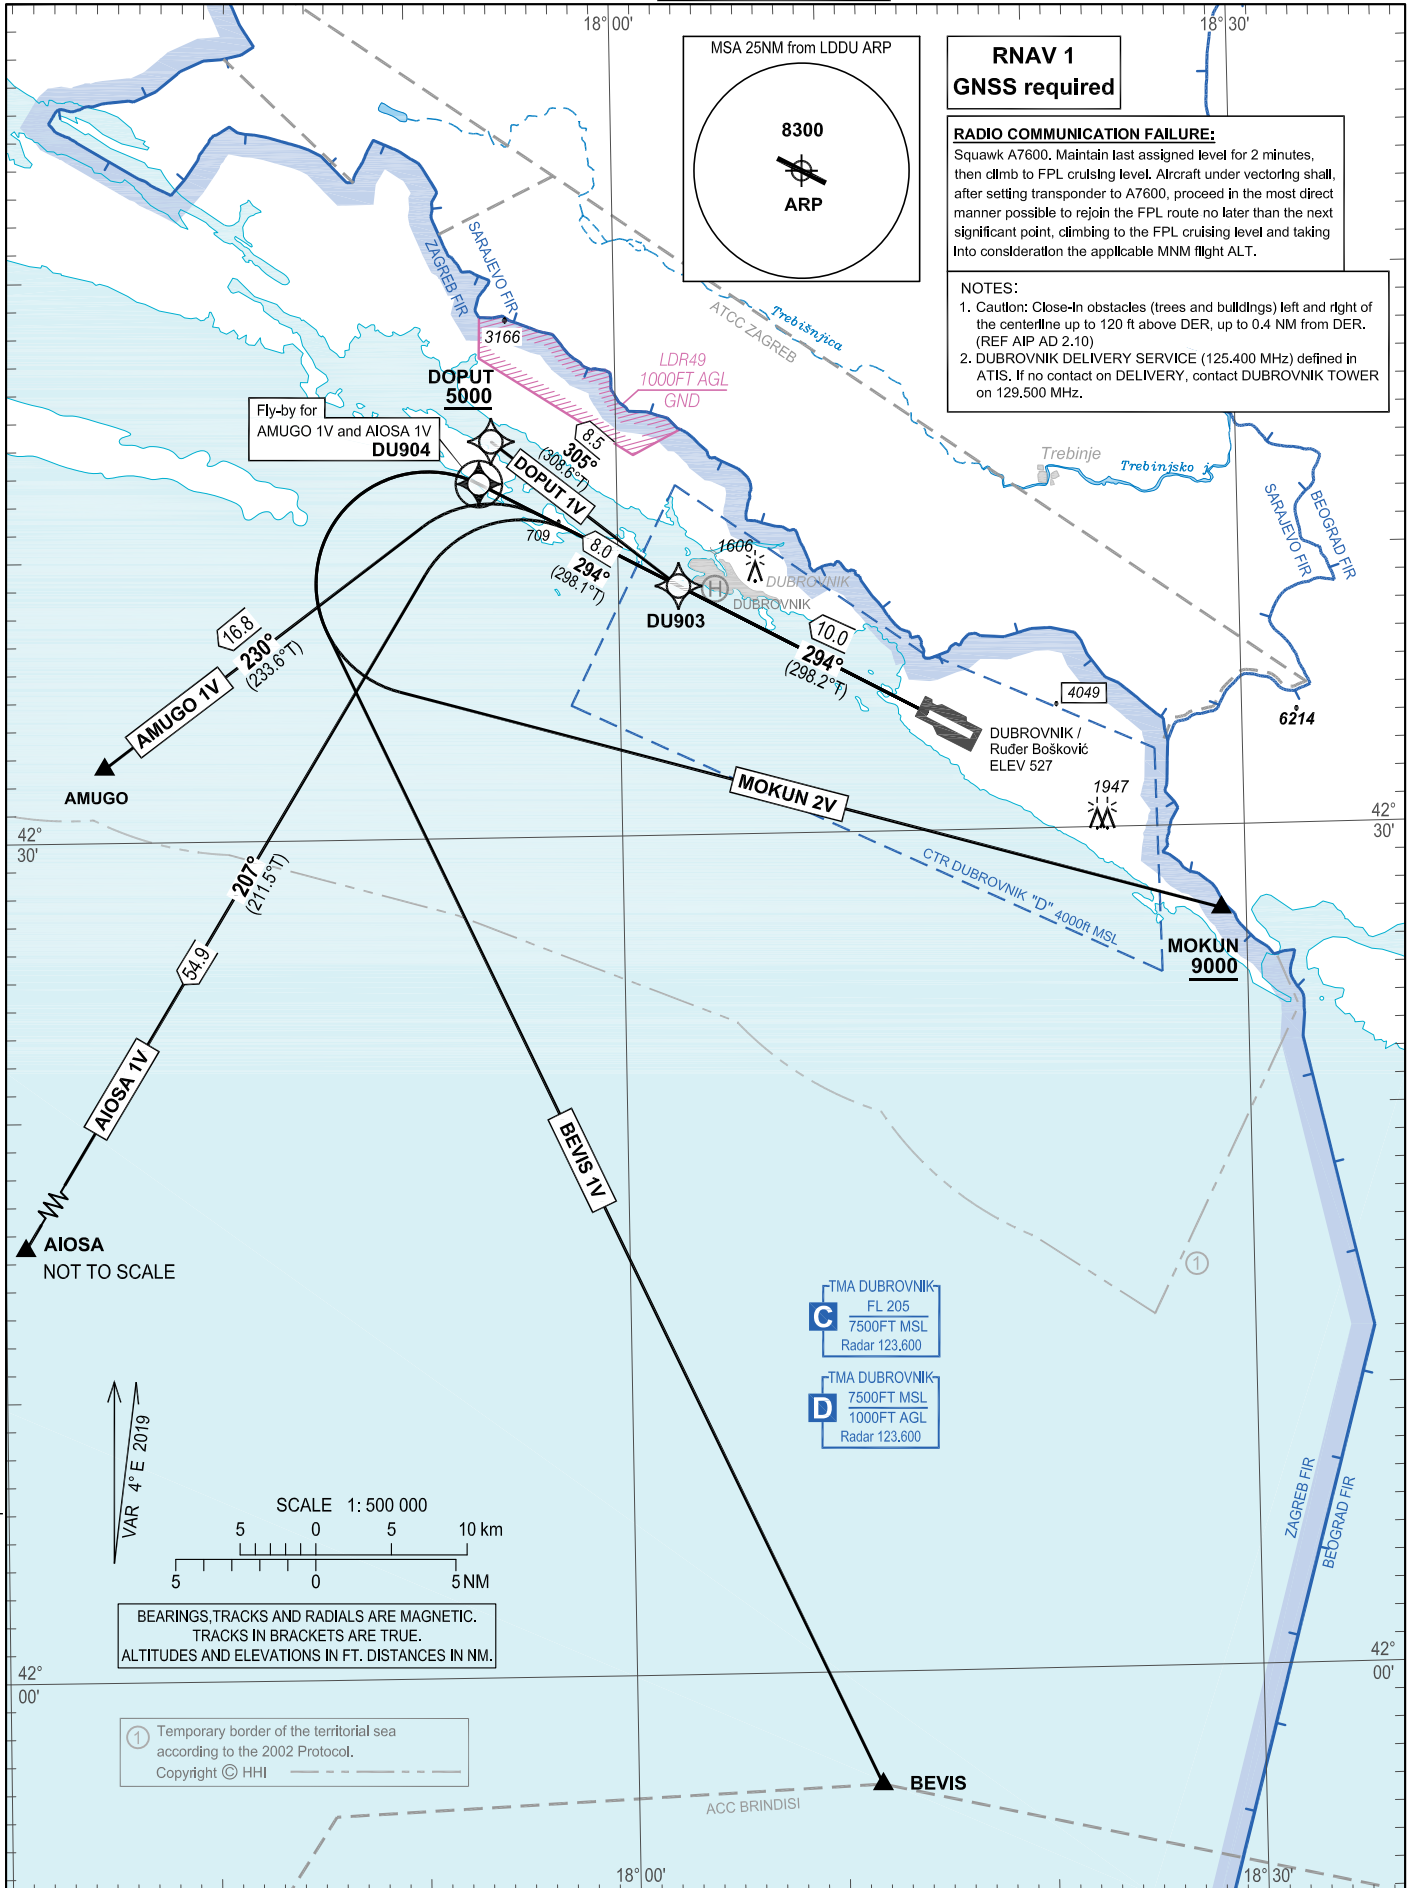 18° 00'
18° 30'
MSA 25NM from LDDU ARP
8300
ARP
RNAV 1
GNSS required
RADIO COMMUNICATION FAILURE:
Squawk A7600. Maintain last assigned level for 2 minutes,
then climb to FPL cruising level. Aircraft under vectoring shall,
after setting transponder to A7600, proceed in the most direct
manner possible to rejoin the FPL route no later than the next
significant point, climbing to the FPL cruising level and taking
into consideration the applicable MNM flight ALT.
NOTES:
1. Caution: Close-in obstacles (trees and buildings) left and right of
the centerline up to 120 ft above DER, up to 0.4 NM from DER.
(REF AIP AD 2.10)
2. DUBROVNIK DELIVERY SERVICE (125.400 MHz) defined in
ATIS. If no contact on DELIVERY, contact DUBROVNIK TOWER
on 129.500 MHz.
ZAGREB FIR
SARAJEVO FIR
ATCC ZAGREB
Trebišnjica
3166
LDR49
1000FT AGL
GND
DOPUT
5000
Fly-by for
AMUGO 1V and AIOSA 1V
DU904
8.5
305°
(308.6°T)
DOPUT 1V
Trebinje
Trebinjsko j
SARAJEVO FIR
BEOGRAD FIR
709
8.0
294°
(298.1°T)
1606
DUBROVNIK
H
DUBROVNIK
DU903
10.0
294°
(298.2°T)
16.8
230°
(233.6°T)
AMUGO 1V
AMUGO
4049
6214
DUBROVNIK /
Ruđer Bošković
ELEV 527
1947
MOKUN 2V
42°
30'
42°
30'
CTR DUBROVNIK "D" 4000ft MSL
207°
(211.5°T)
54.9
MOKUN
9000
AIOSA 1V
BEVIS 1V
AIOSA
NOT TO SCALE
1
TMA DUBROVNIK
C
FL 205
7500FT MSL
Radar 123.600
TMA DUBROVNIK
D
7500FT MSL
1000FT AGL
Radar 123.600
VAR 4° E 2019
ZAGREB FIR
BEOGRAD FIR
SCALE 1: 500 000
5 0 5 10 km
5 0 5 NM
BEARINGS,TRACKS AND RADIALS ARE MAGNETIC.
TRACKS IN BRACKETS ARE TRUE.
ALTITUDES AND ELEVATIONS IN FT. DISTANCES IN NM.
42°
00'
42°
00'
1 Temporary border of the territorial sea
according to the 2002 Protocol.
Copyright © HHI
BEVIS
ACC BRINDISI
18° 00'
18° 30'